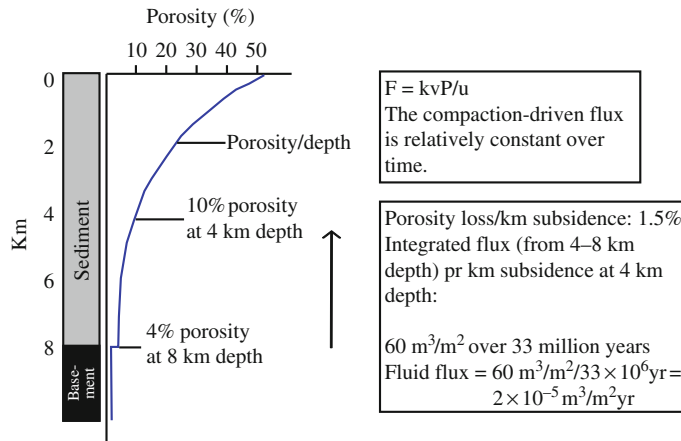 Porosity (%)
10 20 30 40 50
0
2
4
6
8
Km
Sediment
Base-
ment
Porosity/depth
10% porosity
at 4 km depth
4% porosity
at 8 km depth
F = kvP/u
The compaction-driven flux
is relatively constant over
time.
Porosity loss/km subsidence: 1.5%
Integrated flux (from 4–8 km
depth) pr km subsidence at 4 km
depth:
60 m³/m² over 33 million years
Fluid flux = 60 m³/m²/33 × 10⁶yr =
2 × 10⁻⁵ m³/m²yr